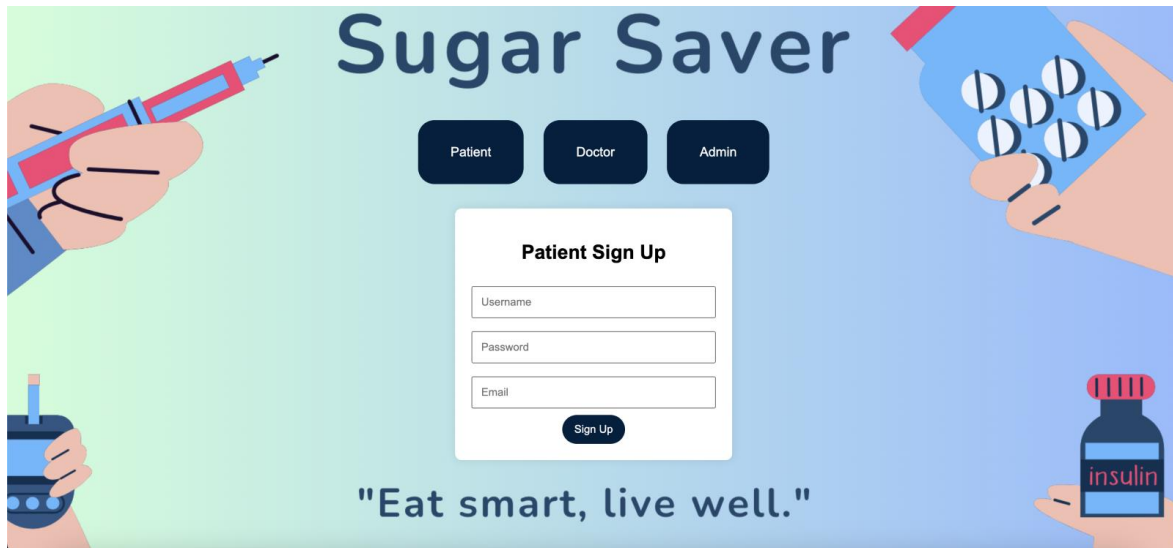 Sugar Saver
Patient Doctor Admin
Patient Sign Up
Username
Password
Email
Sign Up
insulin
"Eat smart, live well."